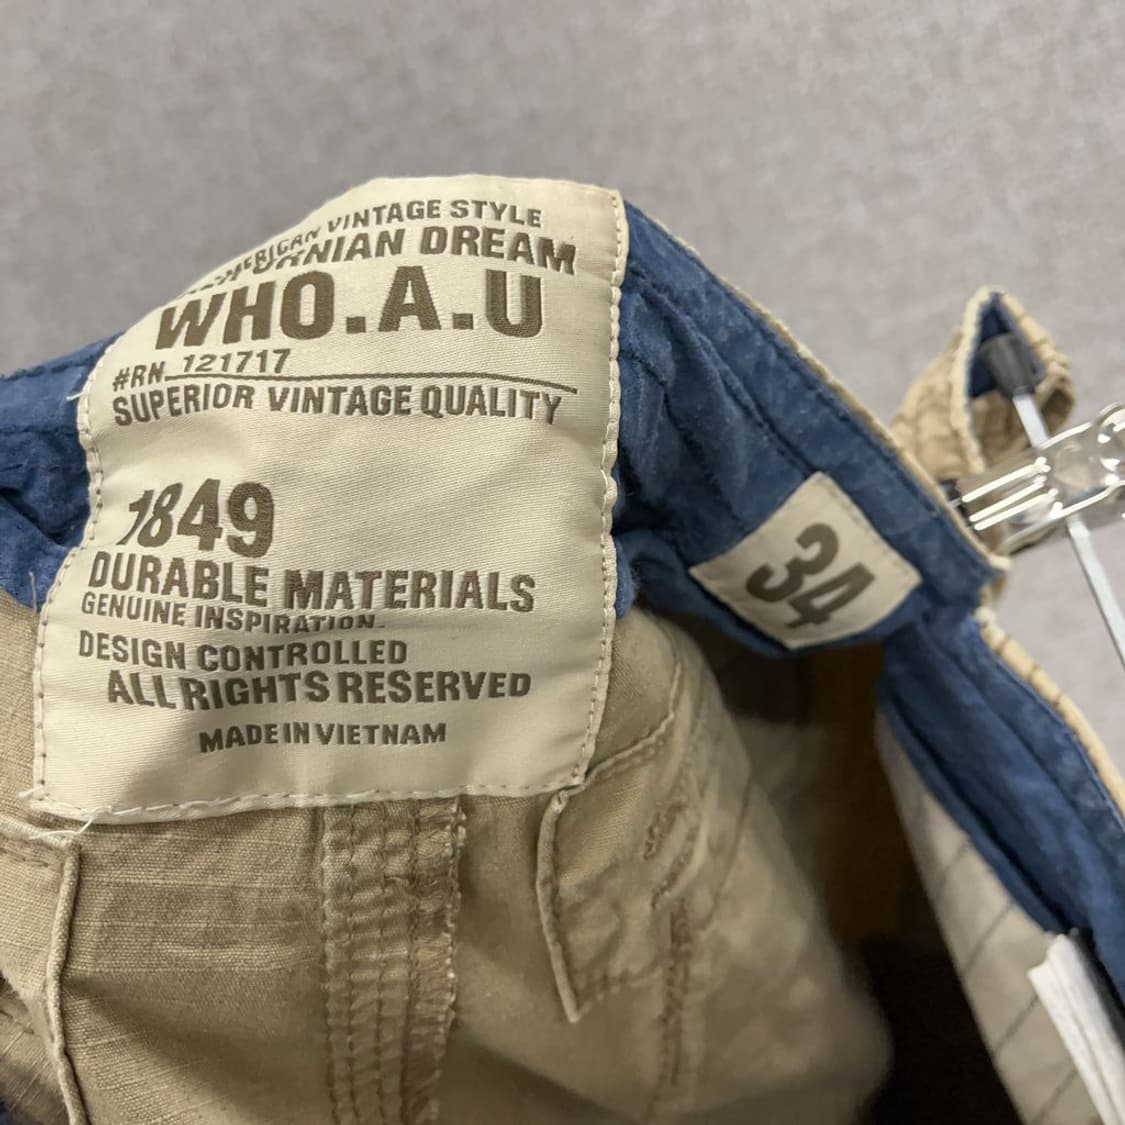 AMERICAN VINTAGE STYLE
DREAM
WHO.A.U
#RN 121717
SUPERIOR VINTAGE QUALITY
1849
DURABLE MATERIALS
GENUINE INSPIRATION.
DESIGN CONTROLLED
ALL RIGHTS RESERVED
MADE IN VIETNAM
34